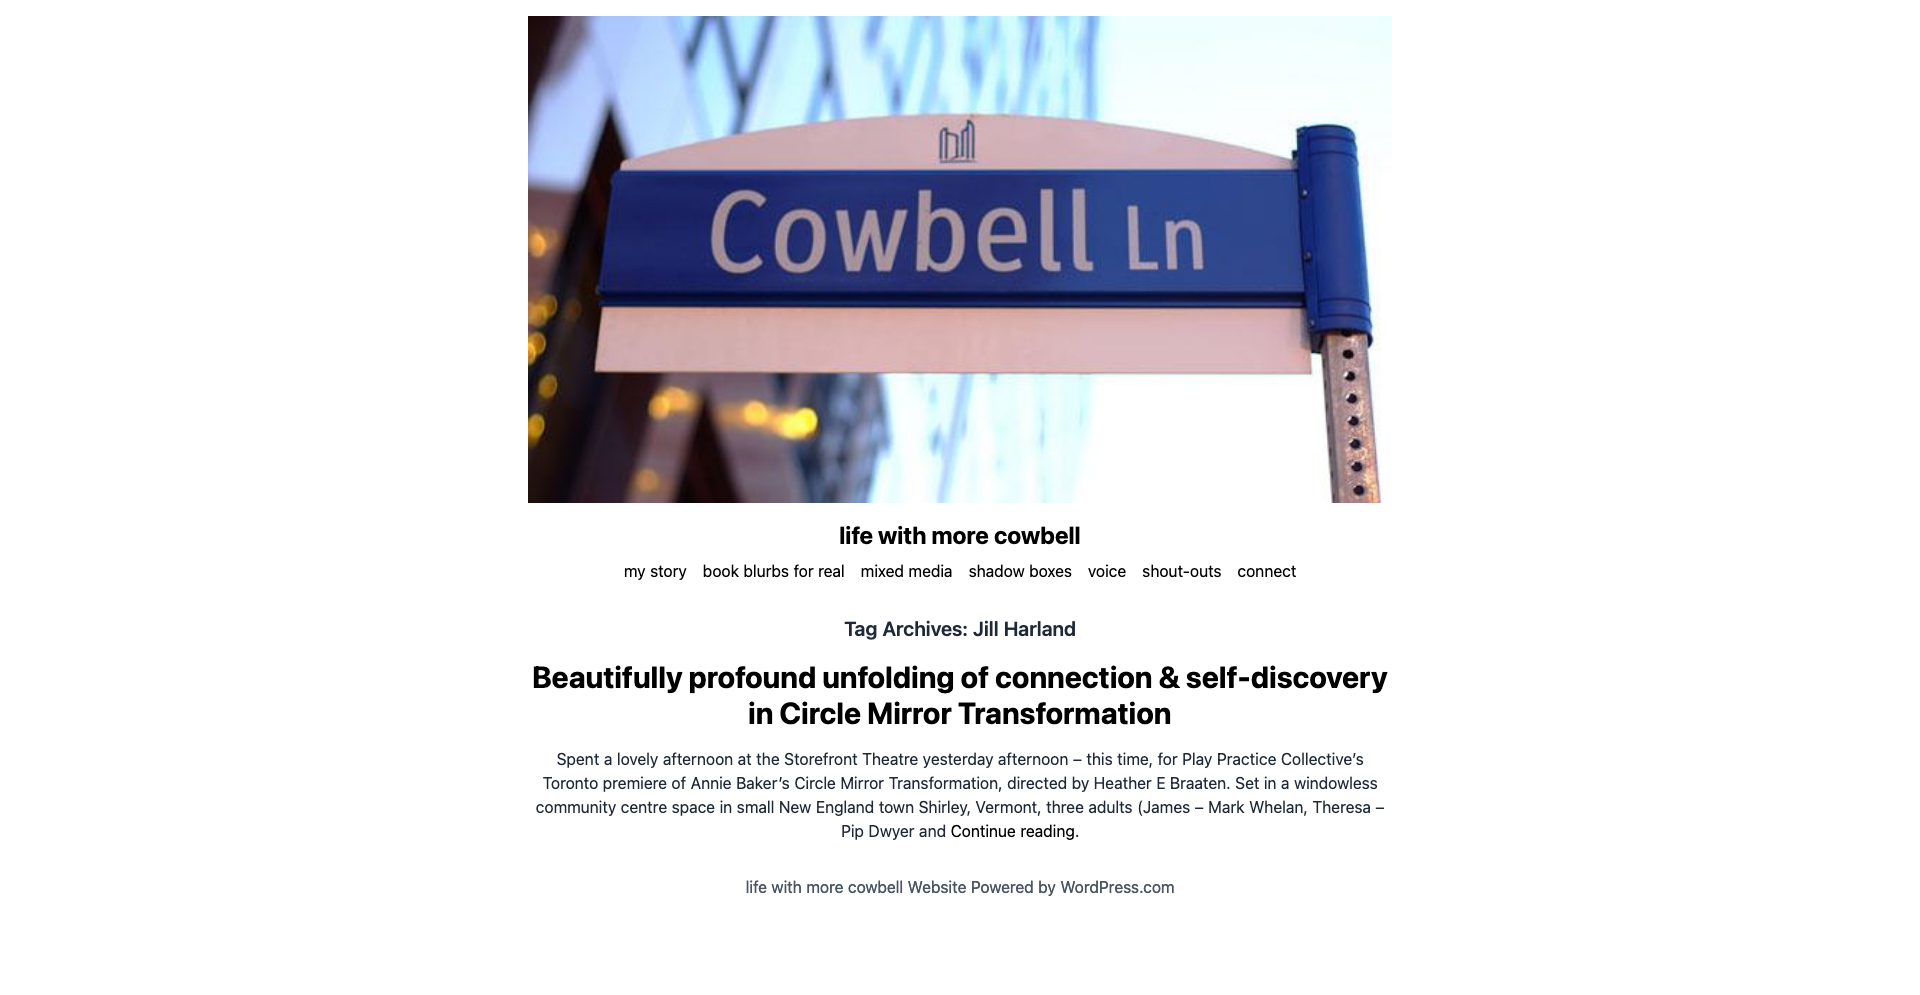 Cowbell Ln
life with more cowbell
my story book blurbs for real mixed media shadow boxes voice shout-outs connect
Tag Archives: Jill Harland
Beautifully profound unfolding of connection & self-discovery
in Circle Mirror Transformation
Spent a lovely afternoon at the Storefront Theatre yesterday afternoon – this time, for Play Practice Collective’s
Toronto premiere of Annie Baker’s Circle Mirror Transformation, directed by Heather E Braaten. Set in a windowless
community centre space in small New England town Shirley, Vermont, three adults (James – Mark Whelan, Theresa –
Pip Dwyer and Continue reading.
life with more cowbell Website Powered by WordPress.com